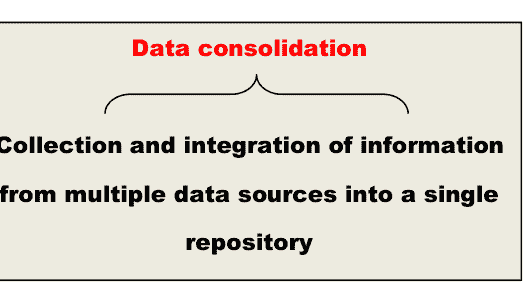 Data consolidation
Collection and integration of information
from multiple data sources into a single
repository